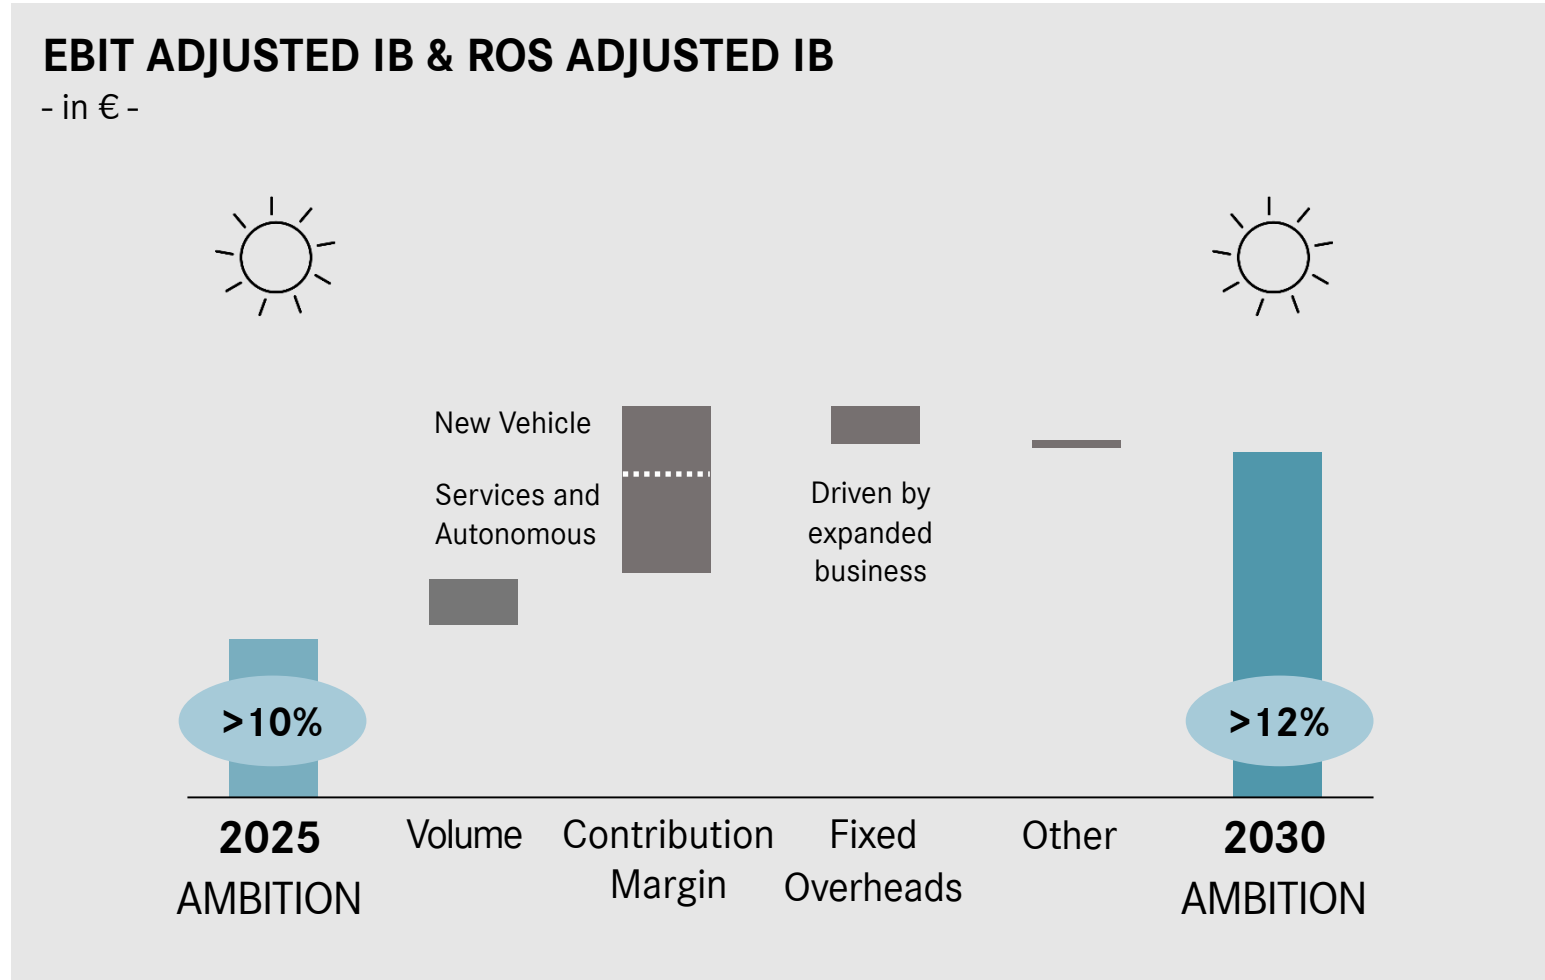 EBIT ADJUSTED IB & ROS ADJUSTED IB
- in € -
New Vehicle
Services and
Autonomous
Driven by
expanded
business
>10%
>12%
2025
AMBITION
Volume
Contribution
Margin
Fixed
Overheads
Other
2030
AMBITION